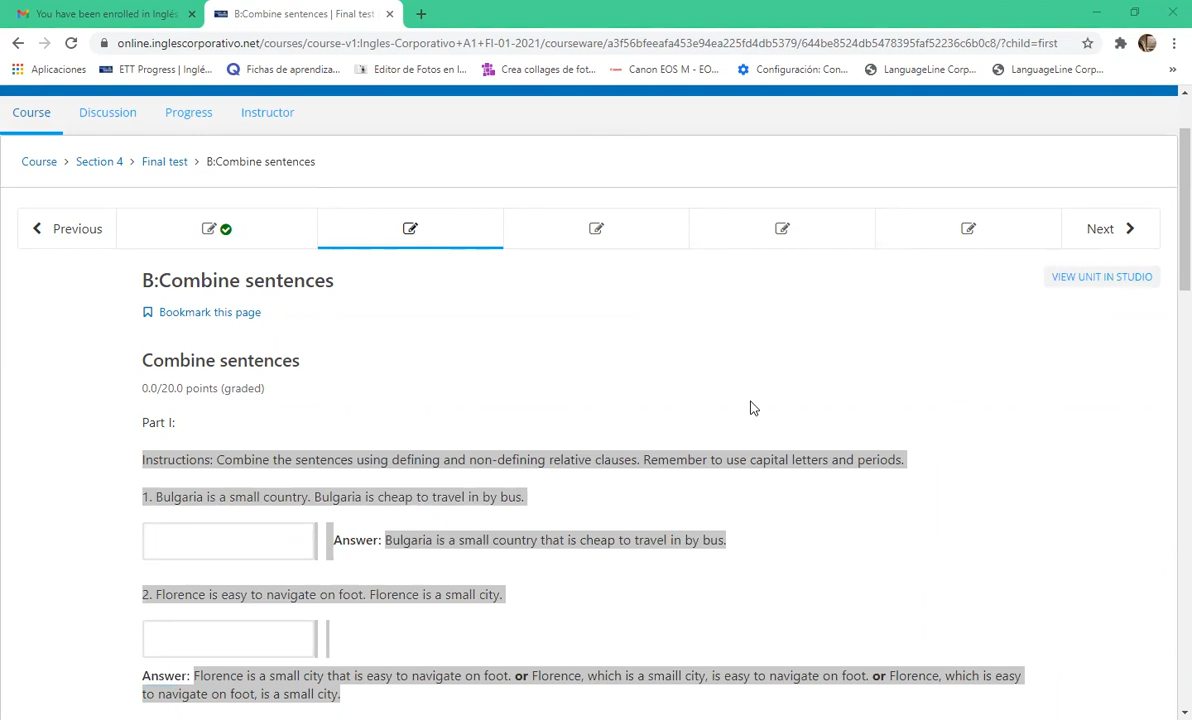 You have been enrolled in Inglés
B:Combine sentences | Final test
online.inglescorporativo.net/courses/course-v1:Ingles-Corporativo+A1+FI-01-2021/courseware/a3f56bfeefa453e94ea225fd4db5379/644be8524db5478395faf52236c6b0c8/?child=first
Aplicaciones ETT Progress | Inglé... Fichas de aprendiza... Editor de Fotos en l... Crea collages de fot... Canon EOS M - EO... Configuración: Con... LanguageLine Corp... LanguageLine Corp... »
Course Discussion Progress Instructor
Course > Section 4 > Final test > B:Combine sentences
Previous Next
B:Combine sentences
VIEW UNIT IN STUDIO
Bookmark this page
Combine sentences
0.0/20.0 points (graded)
Part I:
Instructions: Combine the sentences using defining and non-defining relative clauses. Remember to use capital letters and periods.
1. Bulgaria is a small country. Bulgaria is cheap to travel in by bus.
Answer: Bulgaria is a small country that is cheap to travel in by bus.
2. Florence is easy to navigate on foot. Florence is a small city.
Answer: Florence is a small city that is easy to navigate on foot. or Florence, which is a smaill city, is easy to navigate on foot. or Florence, which is easy
to navigate on foot, is a small city.